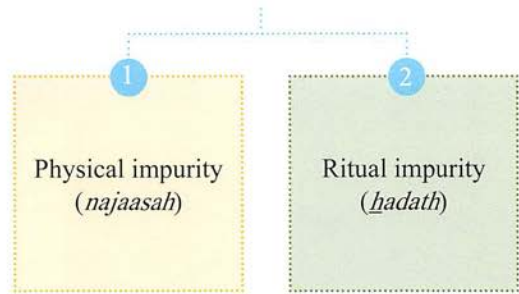 1
Physical impurity
(najaasah)
2
Ritual impurity
(hadath)